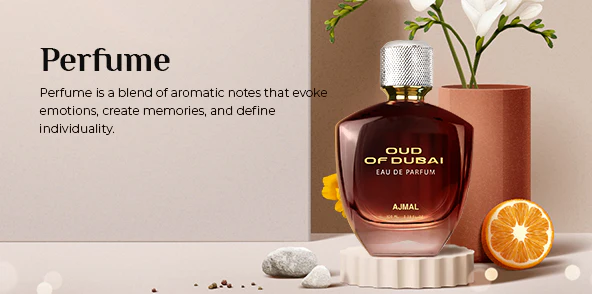 Perfume
Perfume is a blend of aromatic notes that evoke
emotions, create memories, and define
individuality.
OUD
OF DUBAI
EAU DE PARFUM
AJMAL